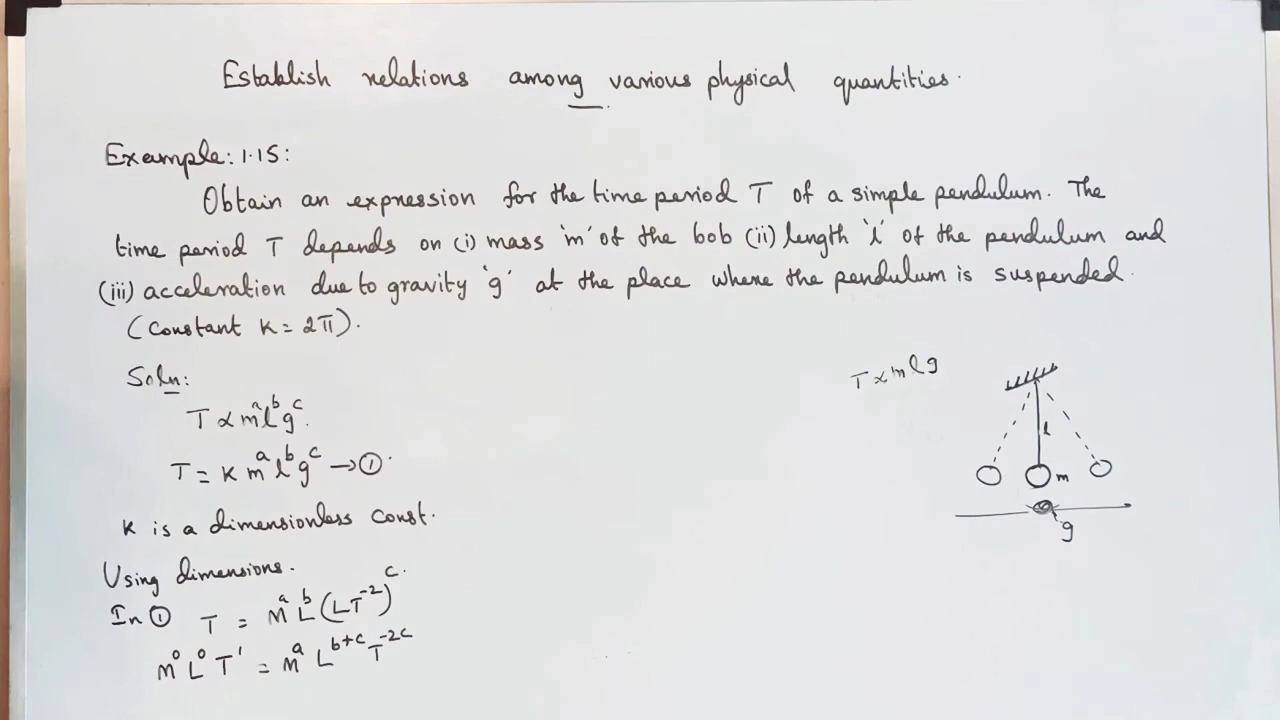 Establish relations among various physical quantities.
Example: 1.15:
Obtain an expression for the time period T of a simple pendulum. The
time period T depends on (i) mass 'm' of the bob (ii) length 'l' of the pendulum and
(iii) acceleration due to gravity 'g' at the place where the pendulum is suspended.
(Constant K = 2π).
Soln:
T ∝ m^a l^b g^c.
T = K m^a l^b g^c → ①
K is a dimensionless const.
Using dimensions.
In ① T = M^a L^b (LT^-2)^c.
M^0 L^0 T^1 = M^a L^b+c T^-2c
T ∝ m l g
l
m
g